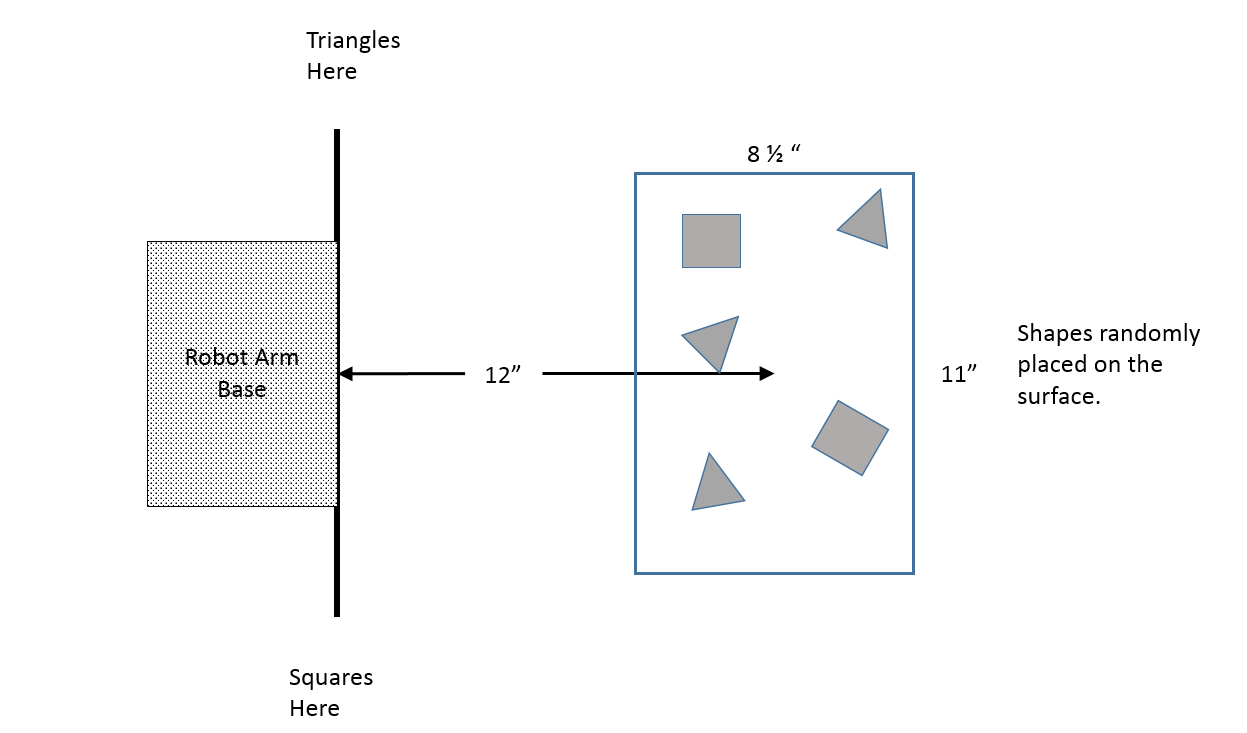 Triangles
Here
8 ½ “
Robot Arm
Base
12”
11”
Shapes randomly
placed on the
surface.
Squares
Here